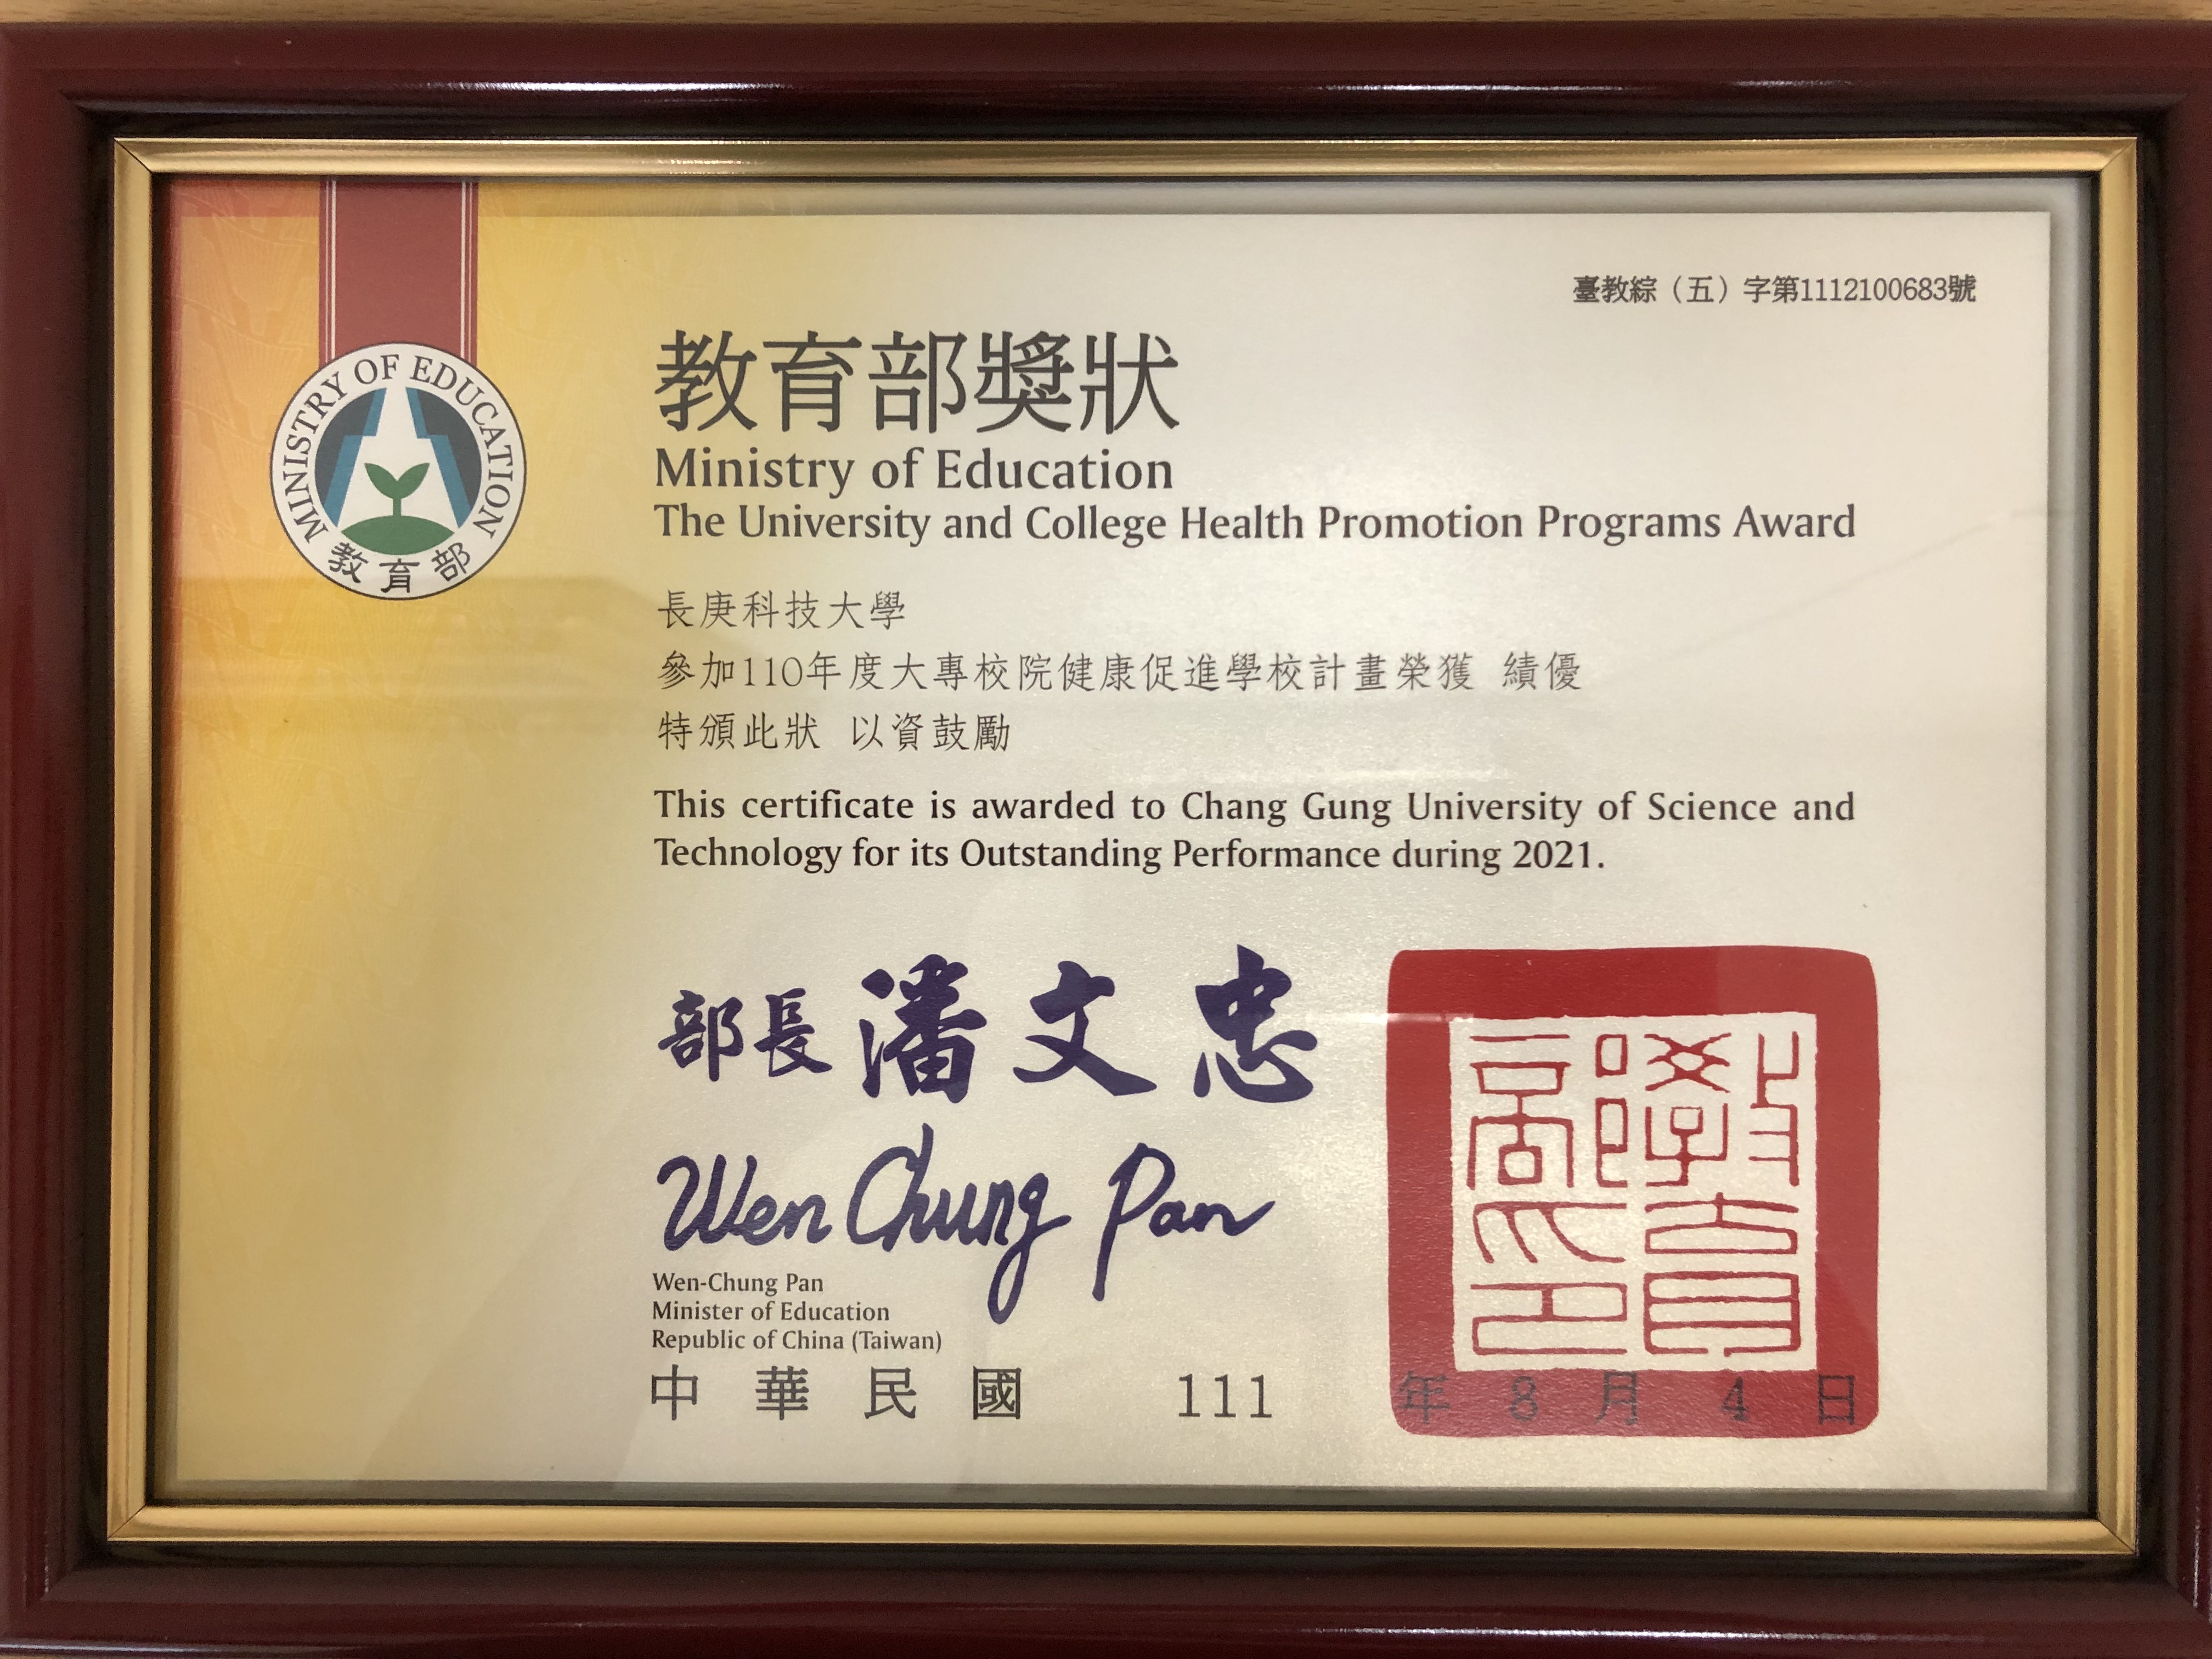 臺教綜（五）字第1112100683號
MINISTRY OF EDUCATION
教育部
教育部獎狀
Ministry of Education
The University and College Health Promotion Programs Award
長庚科技大學
參加110年度大專校院健康促進學校計畫榮獲 績優
特頒此狀 以資鼓勵
This certificate is awarded to Chang Gung University of Science and
Technology for its Outstanding Performance during 2021.
部長 潘文忠
Wen Chung Pan
教育部印
Wen-Chung Pan
Minister of Education
Republic of China (Taiwan)
中華民國 111 年 8 月 4 日